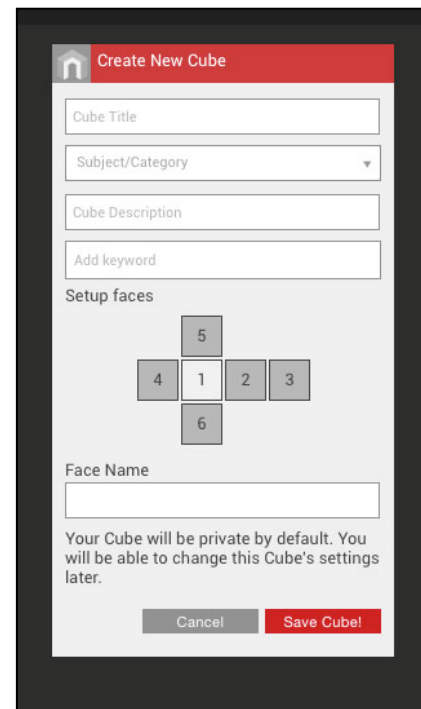 Create New Cube
Cube Title
Subject/Category
Cube Description
Add keyword
Setup faces
5
4 1 2 3
6
Face Name
Your Cube will be private by default. You
will be able to change this Cube's settings
later.
Cancel Save Cube!